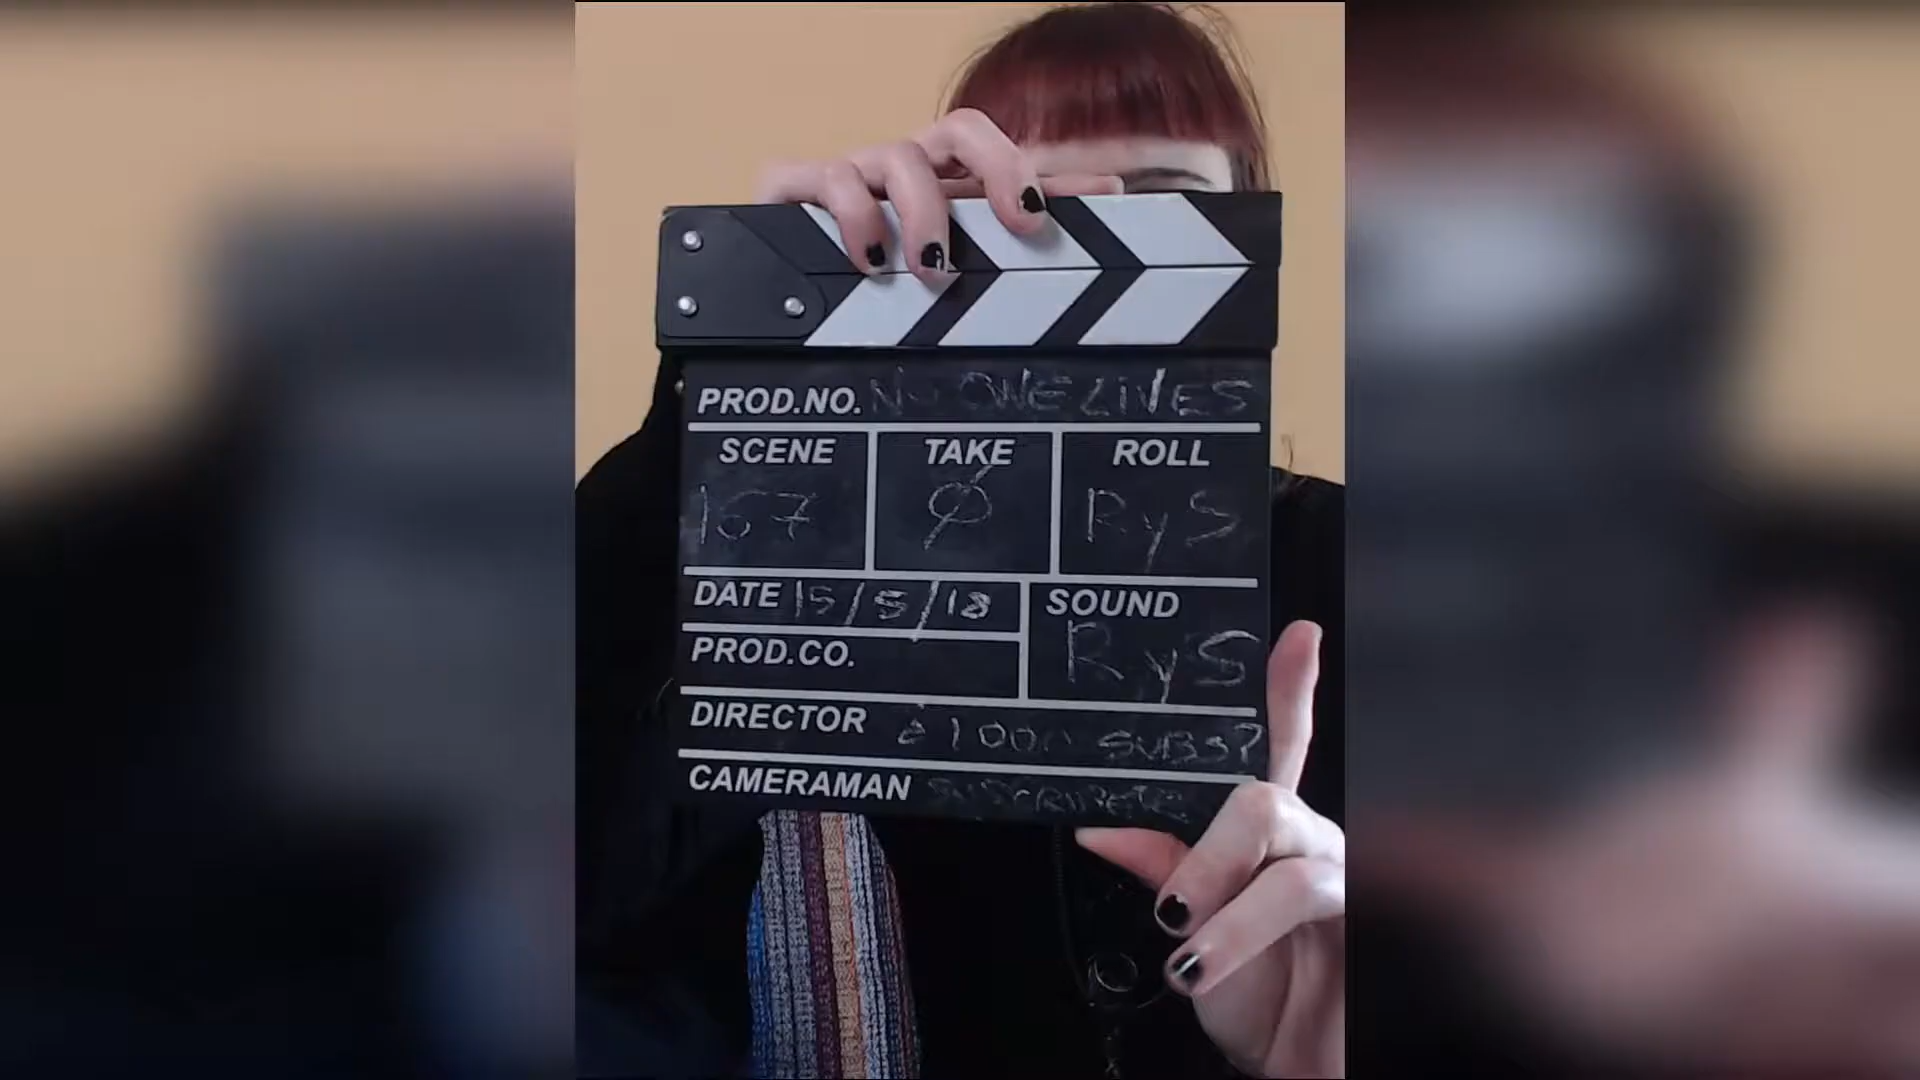 PROD.NO. NO ONE LIVES
SCENE TAKE ROLL
167 Ø RyS
DATE 15/5/18 SOUND
RyS
PROD.CO.
DIRECTOR ¿1000 SUBS?
CAMERAMAN